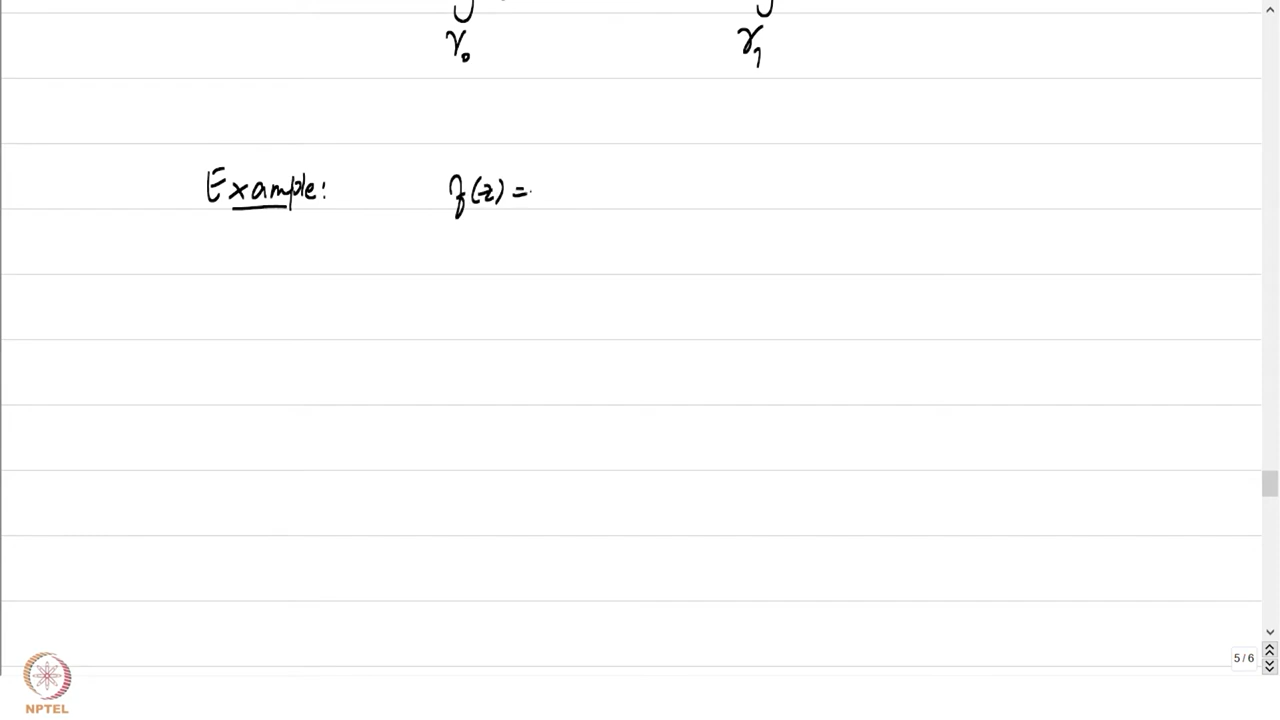 γ₀ γ₁
Example: f(z) =
5 / 6
NPTEL